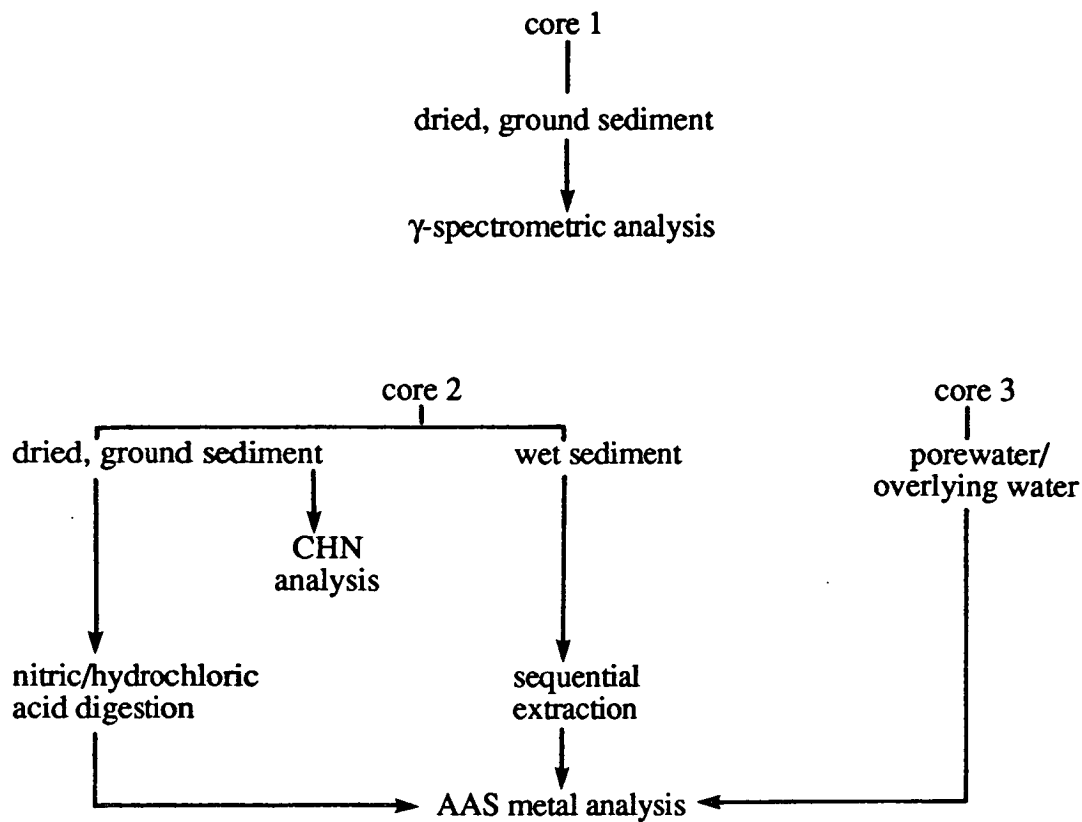 core 1
dried, ground sediment
γ-spectrometric analysis
core 2
core 3
dried, ground sediment
wet sediment
porewater/
overlying water
CHN
analysis
nitric/hydrochloric
acid digestion
sequential
extraction
AAS metal analysis